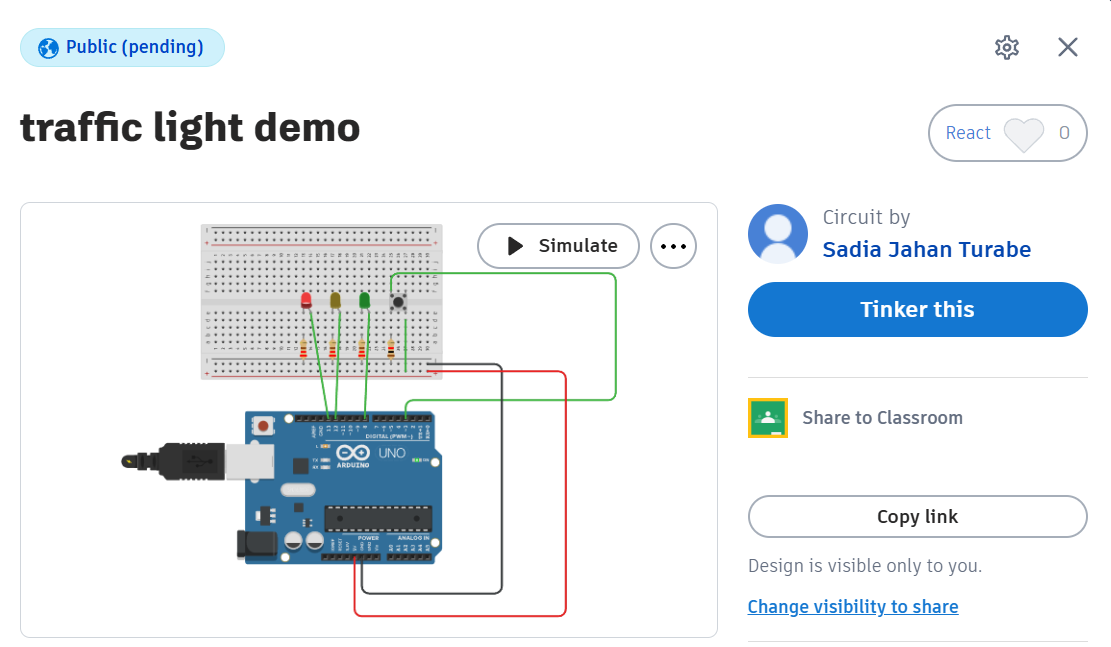 Public (pending)
traffic light demo
React 0
Simulate
Circuit by
Sadia Jahan Turabe
Tinker this
Share to Classroom
DIGITAL (PWM~)
UNO
ARDUINO
POWER
ANALOG IN
Copy link
Design is visible only to you.
Change visibility to share